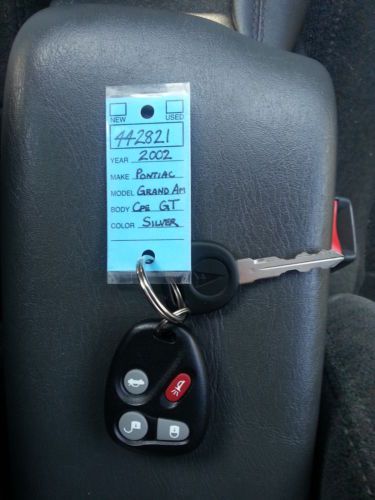 NEW USED
442821
YEAR 2002
MAKE PONTIAC
MODEL GRAND AM
BODY CPE GT
COLOR SILVER